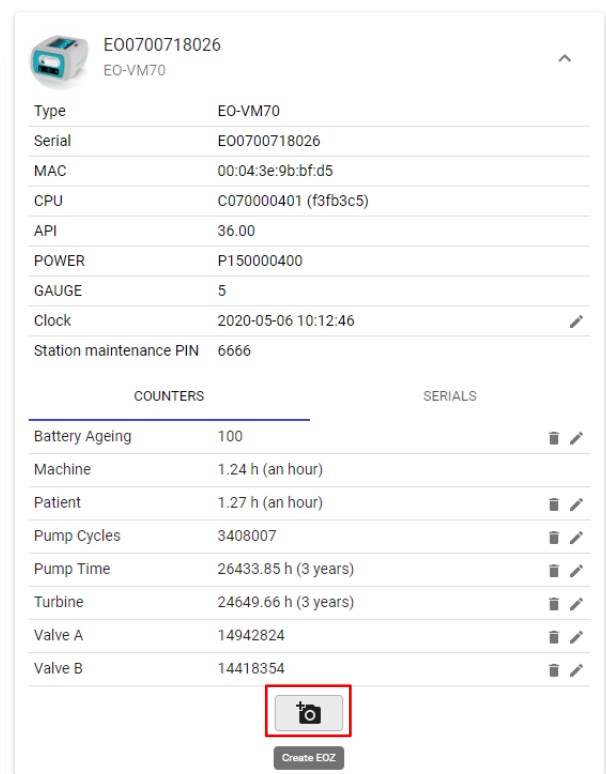 EO0700718026
EO-VM70
Type EO-VM70
Serial EO0700718026
MAC 00:04:3e:9b:bf:d5
CPU C070000401 (f3fb3c5)
API 36.00
POWER P150000400
GAUGE 5
Clock 2020-05-06 10:12:46
Station maintenance PIN 6666
COUNTERS SERIALS
Battery Ageing 100
Machine 1.24 h (an hour)
Patient 1.27 h (an hour)
Pump Cycles 3408007
Pump Time 26433.85 h (3 years)
Turbine 24649.66 h (3 years)
Valve A 14942824
Valve B 14418354
Create EOZ